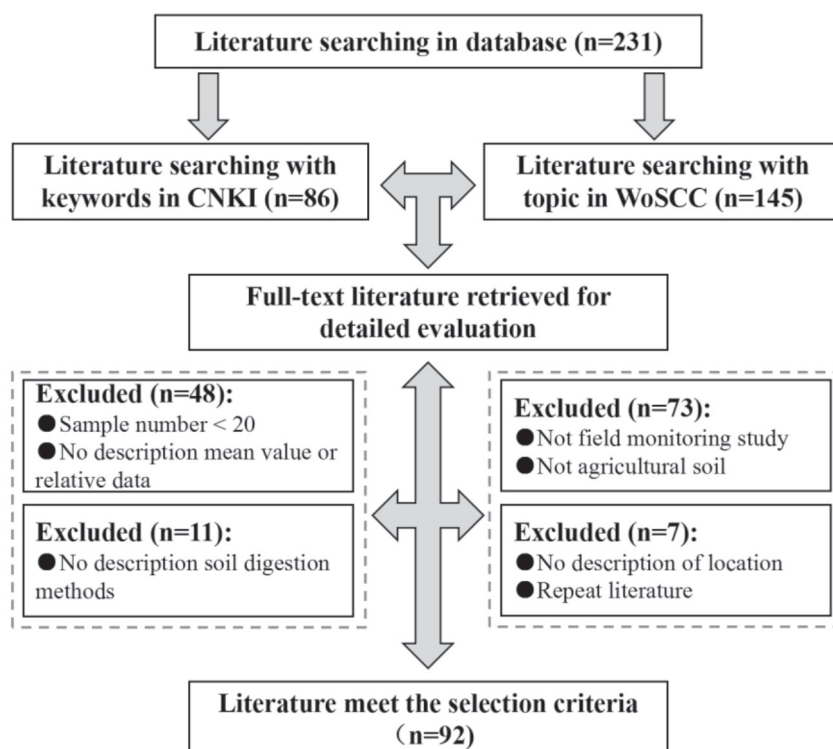 Literature searching in database (n=231)
Literature searching with
keywords in CNKI (n=86)
Literature searching with
topic in WoSCC (n=145)
Full-text literature retrieved for
detailed evaluation
Excluded (n=48):
●Sample number < 20
●No description mean value or
relative data
Excluded (n=11):
●No description soil digestion
methods
Excluded (n=73):
●Not field monitoring study
●Not agricultural soil
Excluded (n=7):
●No description of location
●Repeat literature
Literature meet the selection criteria
（n=92)